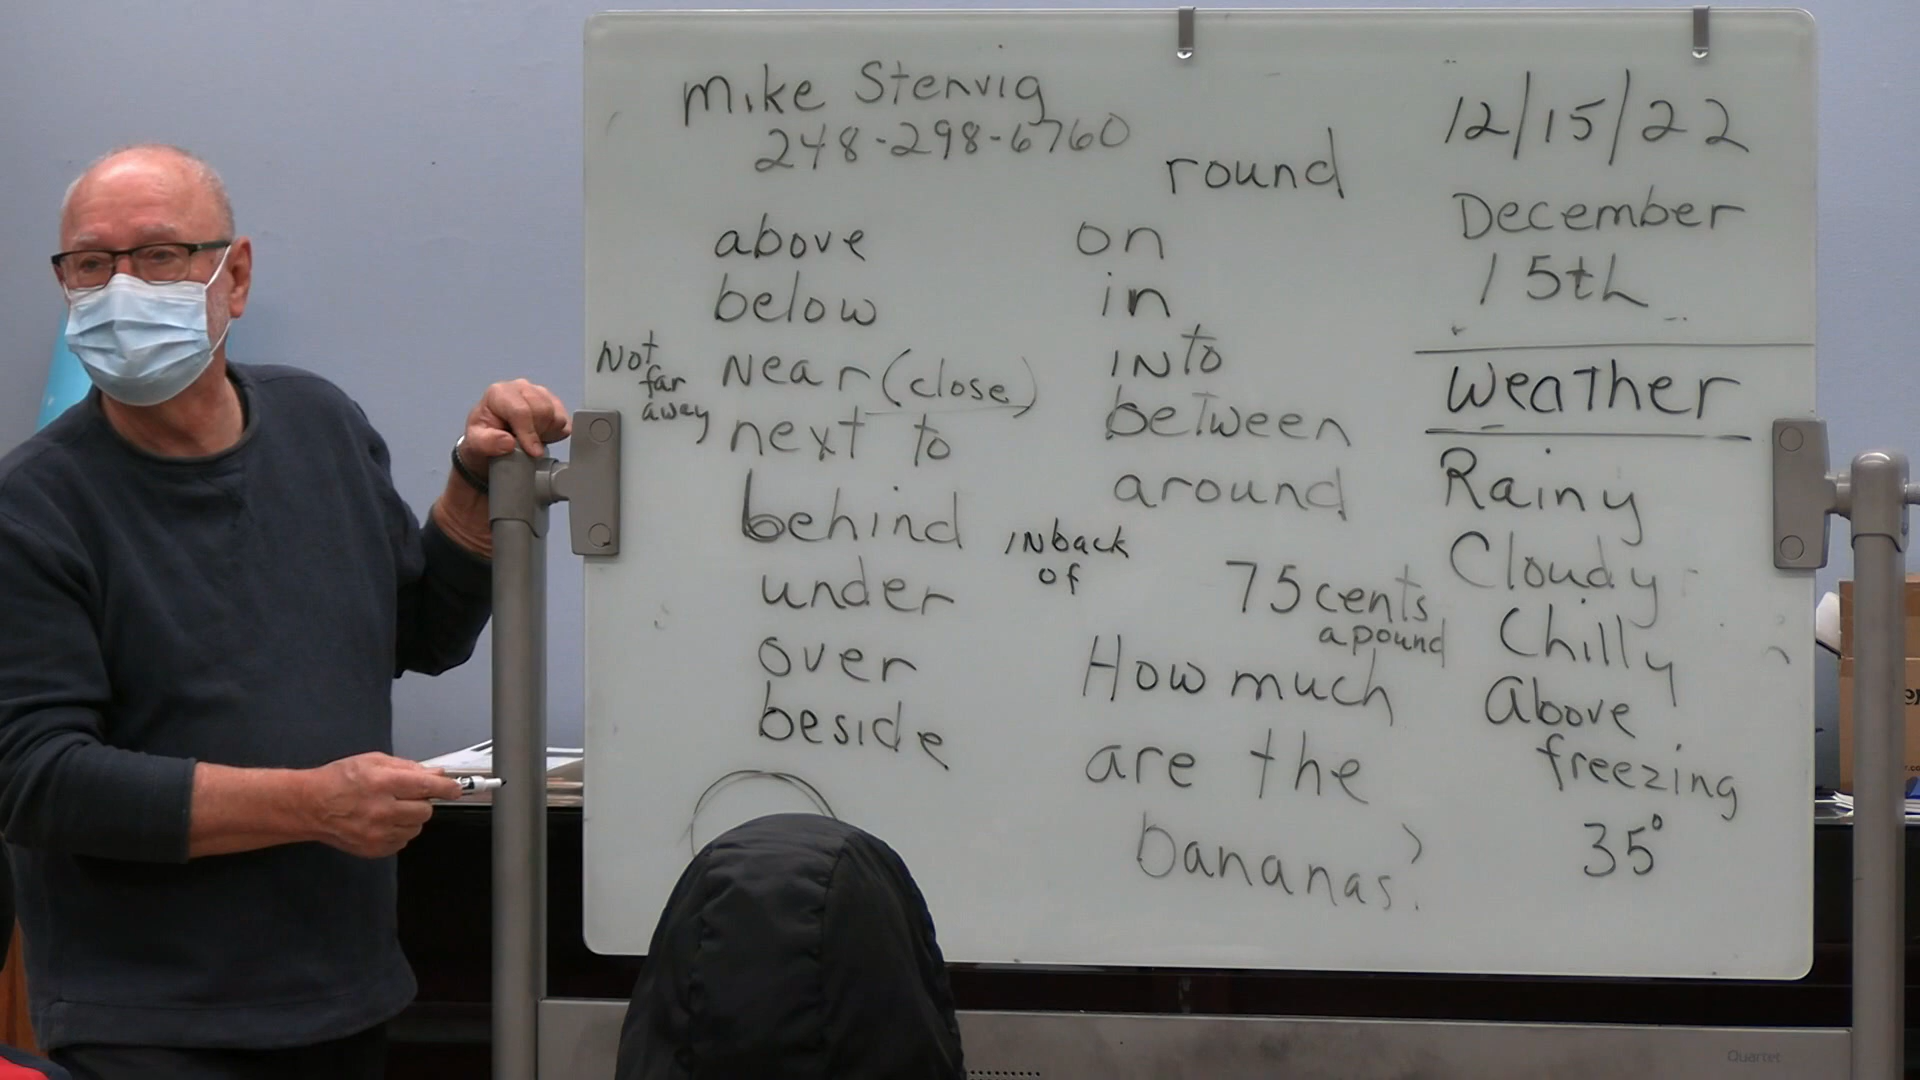 Mike Stenvig
248-298-6760
round
above
below
Not
far
away
Near (close)
next to
behind
in back
of
under
over
beside
on
in
into
between
around
75 cents
a pound
How much
are the
bananas?
12/15/22
December
15th
Weather
Rainy
Cloudy
Chilly
Above
freezing
35°
Quartet